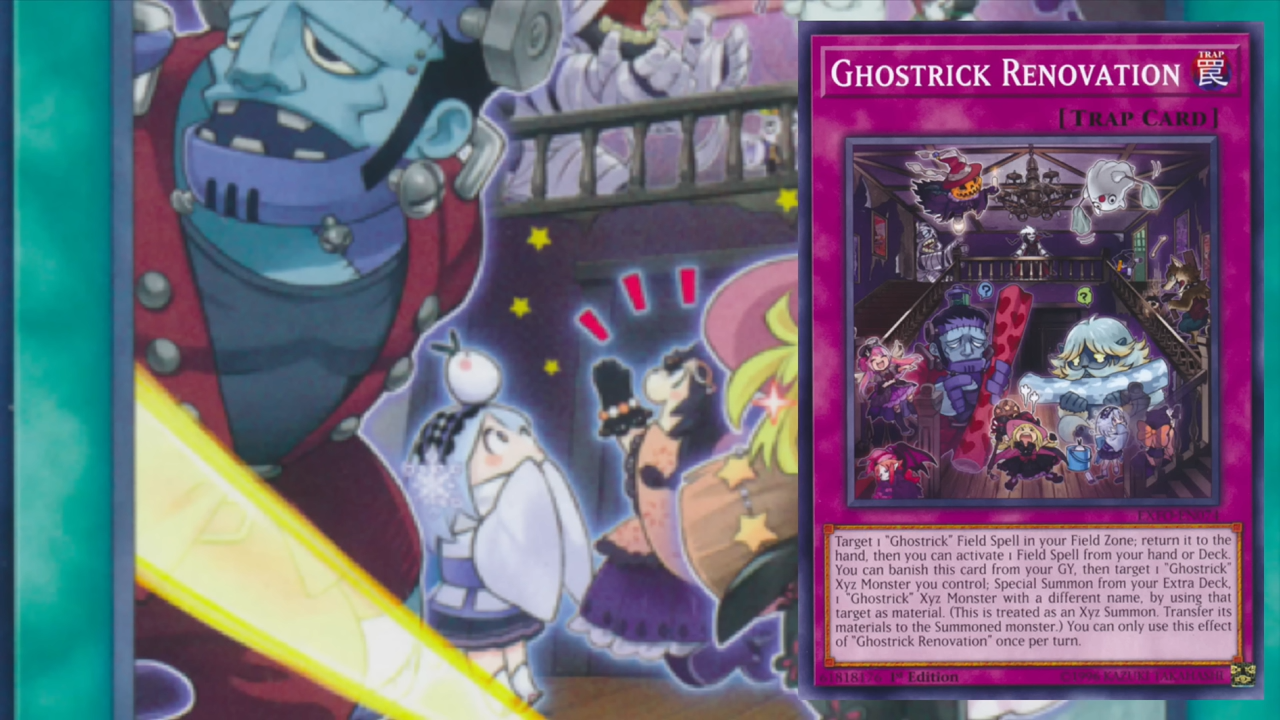 GHOSTRICK RENOVATION
TRAP
罠
[TRAP CARD]
?
?
EXFO-EN074
Target 1 "Ghostrick" Field Spell in your Field Zone; return it to the
hand, then you can activate 1 Field Spell from your hand or Deck.
You can banish this card from your GY, then target 1 "Ghostrick"
Xyz Monster you control; Special Summon from your Extra Deck,
1 "Ghostrick" Xyz Monster with a different name, by using that
target as material. (This is treated as an Xyz Summon. Transfer its
materials to the Summoned monster.) You can only use this effect
of "Ghostrick Renovation" once per turn.
61818176 1st Edition ©1996 KAZUKI TAKAHASHI